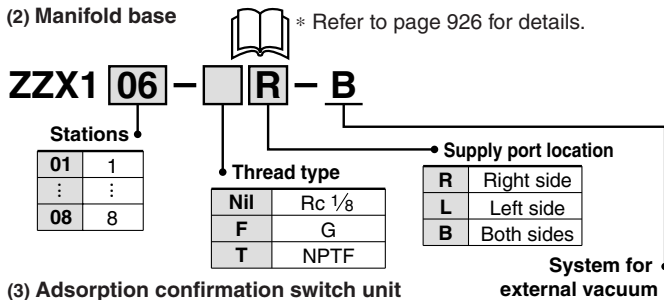 (2) Manifold base
* Refer to page 926 for details.
ZZX1 06 – R – B
Stations
01 1
⋮ ⋮
08 8
Thread type
Nil Rc 1/8
F G
T NPTF
Supply port location
R Right side
L Left side
B Both sides
System for
external vacuum
(3) Adsorption confirmation switch unit